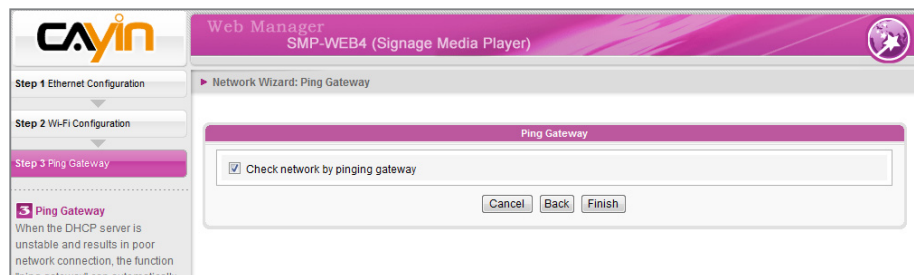 CAYIN
Web Manager
SMP-WEB4 (Signage Media Player)
Step 1 Ethernet Configuration
Step 2 Wi-Fi Configuration
Step 3 Ping Gateway
3 Ping Gateway
When the DHCP server is
unstable and results in poor
network connection, the function
Network Wizard: Ping Gateway
Ping Gateway
Check network by pinging gateway
Cancel Back Finish